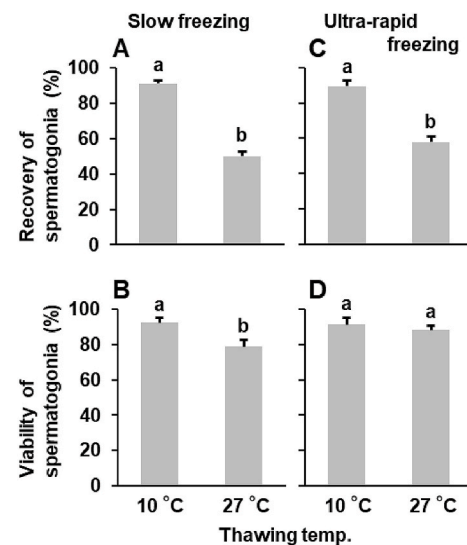 Slow freezing
Ultra-rapid
freezing
A
C
Recovery of
spermatogonia (%)
100
80
40
60
80
0
a
b
a
b
B
D
Viability of
spermatogonia (%)
100
80
60
40
20
0
a
b
a
a
10 °C
27 °C
10 °C
27 °C
Thawing temp.